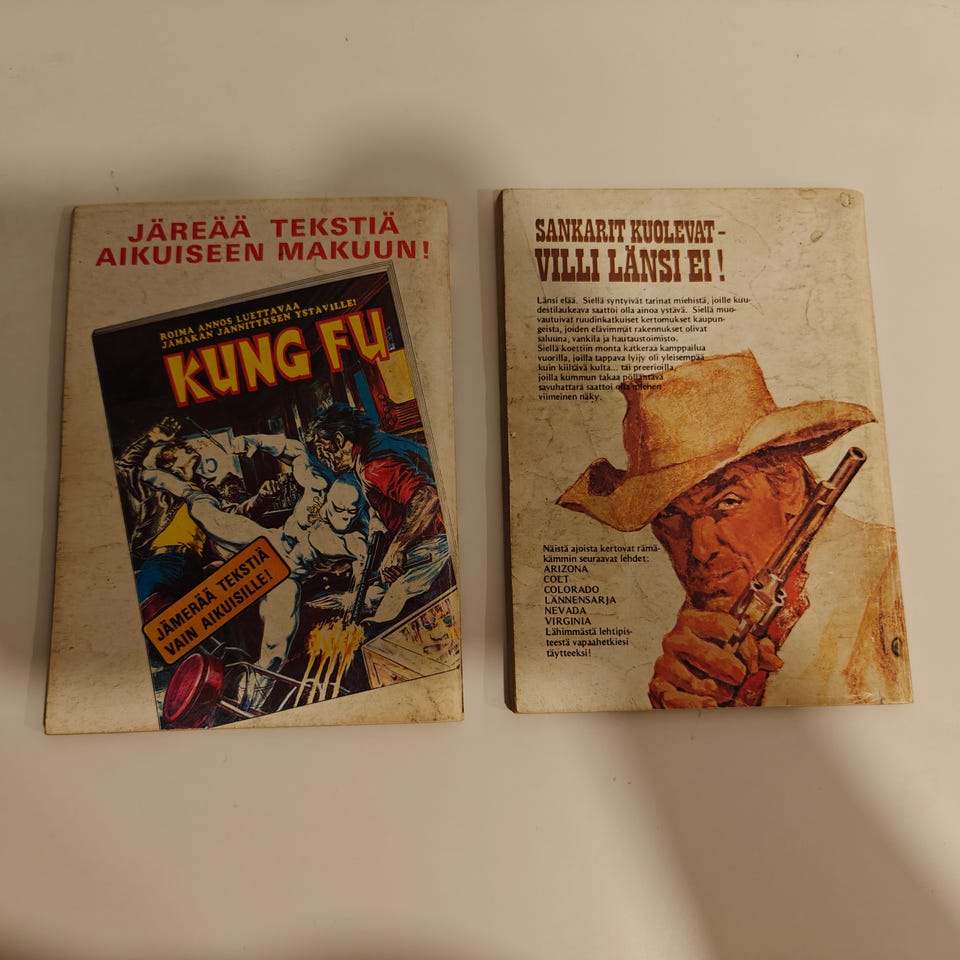 JÄREÄÄ TEKSTIÄ
AIKUISEEN MAKUUN!
ROIMA ANNOS LUETTAVAA
JÄMÄKÄN JÄNNITYKSEN YSTÄVILLE!
KUNG FU
JÄMERÄÄ TEKSTIÄ
VAIN AIKUISILLE!
SANKARIT KUOLEVAT -
VILLI LÄNSI EI !
Länsi elää. Siellä syntyivät tarinat miehistä, joille kuu-
destilaukeava saattoi olla ainoa ystävä. Siellä muo-
vautuivat ruudinkatkuiset kertomukset kaupun-
geista, joiden elävimmät rakennukset olivat
saluuna, vankila ja hautaustoimisto.
Siellä koettiin monta katkeraa kamppailua
vuorilla, joilla tappava lyijy oli yleisempää
kuin kiiltävä kulta... tai preerioilla,
joilla kummun takaa pöllähtävä
savuhattara saattoi olla miehen
viimeinen näky.
Näistä ajoista kertovat rämä-
kämmin seuraavat lehdet:
ARIZONA
COLT
COLORADO
LÄNNENSARJA
NEVADA
VIRGINIA
Lähimmästä lehtipis-
teestä vapaahetkiesi
täytteeksi!